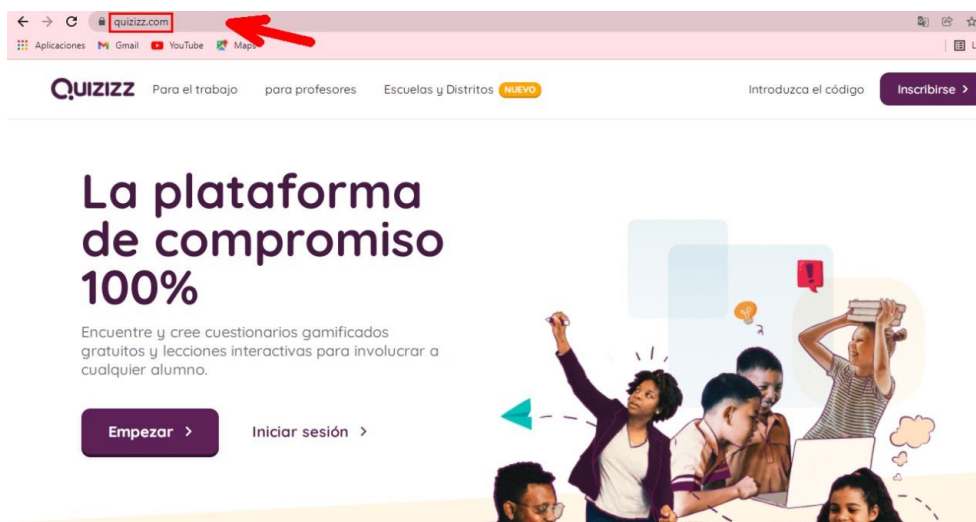 quizizz.com
Aplicaciones Gmail YouTube Maps
QUIZIZZ Para el trabajo para profesores Escuelas y Distritos NUEVO Introduzca el código Inscribirse >
La plataforma
de compromiso
100%
Encuentre y cree cuestionarios gamificados
gratuitos y lecciones interactivas para involucrar a
cualquier alumno.
Empezar > Iniciar sesión >